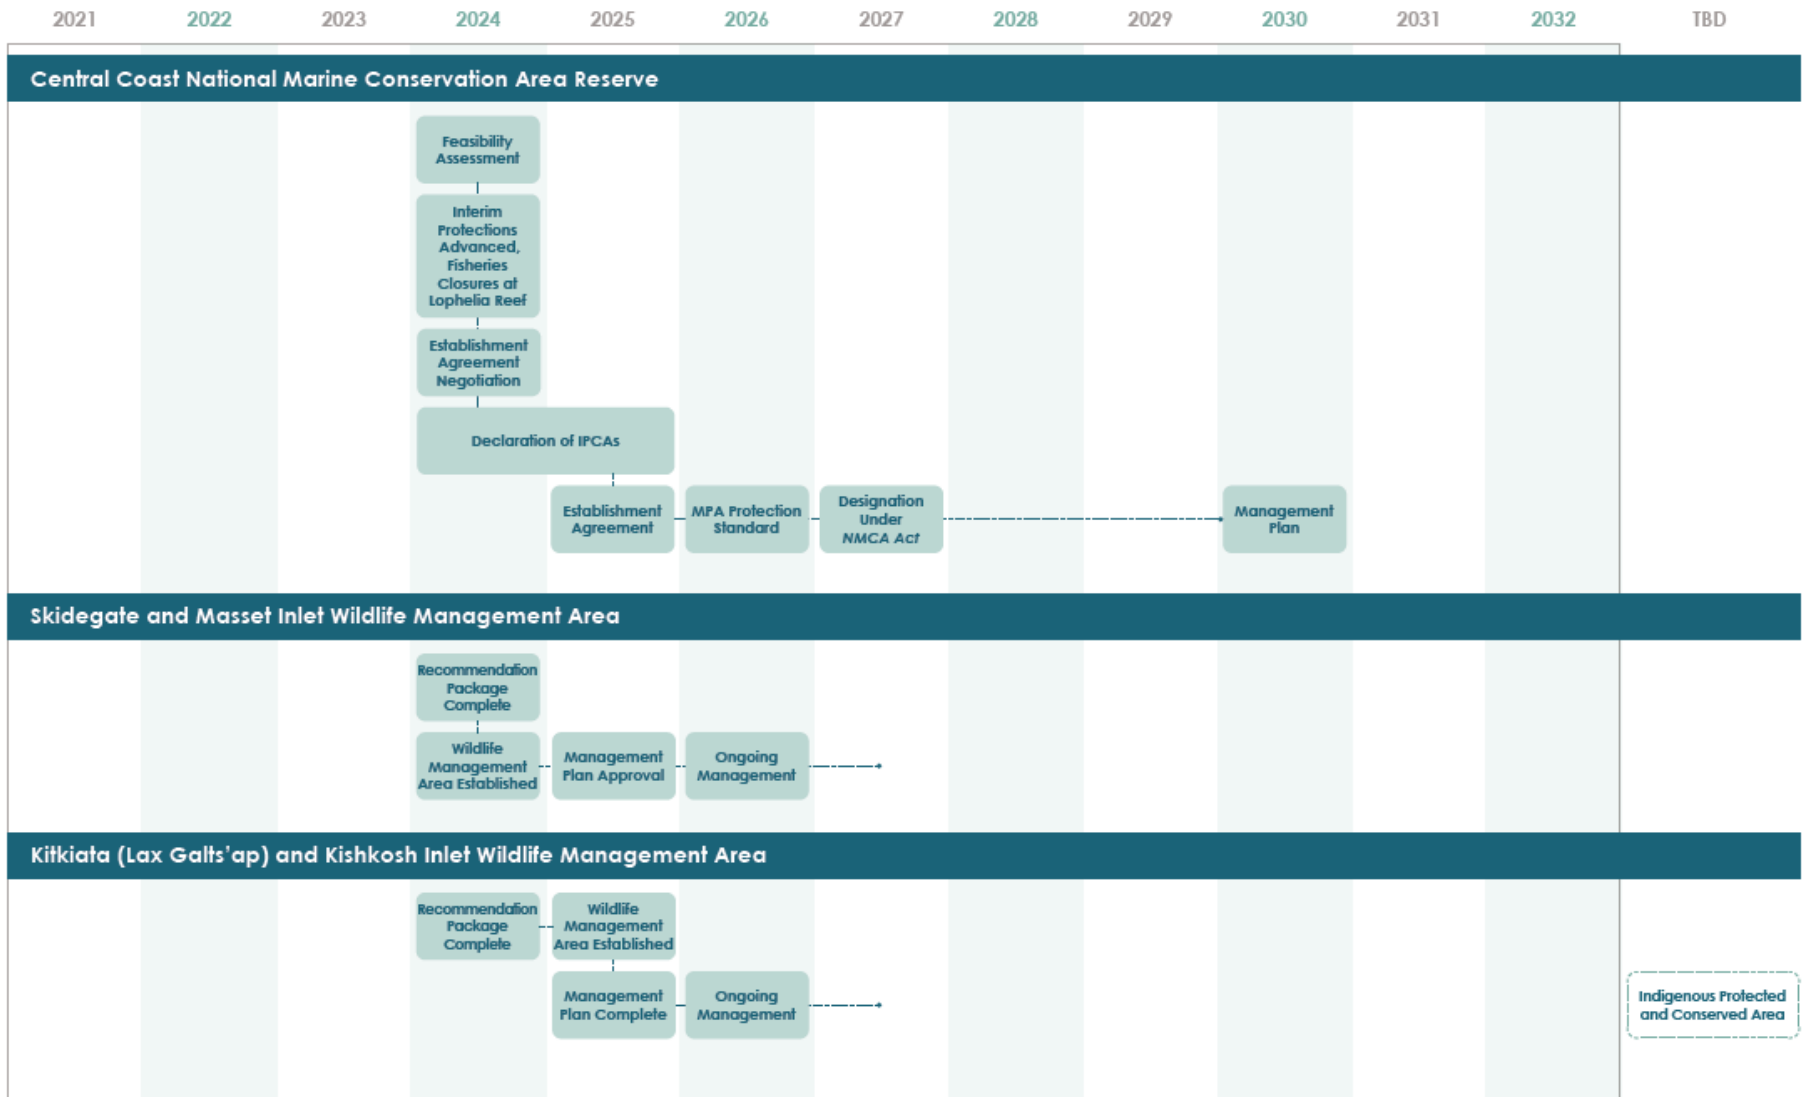 2021 2022 2023 2024 2025 2026 2027 2028 2029 2030 2031 2032 TBD
Central Coast National Marine Conservation Area Reserve
Feasibility
Assessment
Interim
Protections
Advanced,
Fisheries
Closures at
Lophelia Reef
Establishment
Agreement
Negotiation
Declaration of IPCAs
Establishment
Agreement
MPA Protection
Standard
Designation
Under
NMCA Act
Management
Plan
Skidegate and Masset Inlet Wildlife Management Area
Recommendation
Package
Complete
Wildlife
Management
Area Established
Management
Plan Approval
Ongoing
Management
Kitkiata (Lax Galts’ap) and Kishkosh Inlet Wildlife Management Area
Recommendation
Package
Complete
Wildlife
Management
Area Established
Management
Plan Complete
Ongoing
Management
Indigenous Protected
and Conserved Area